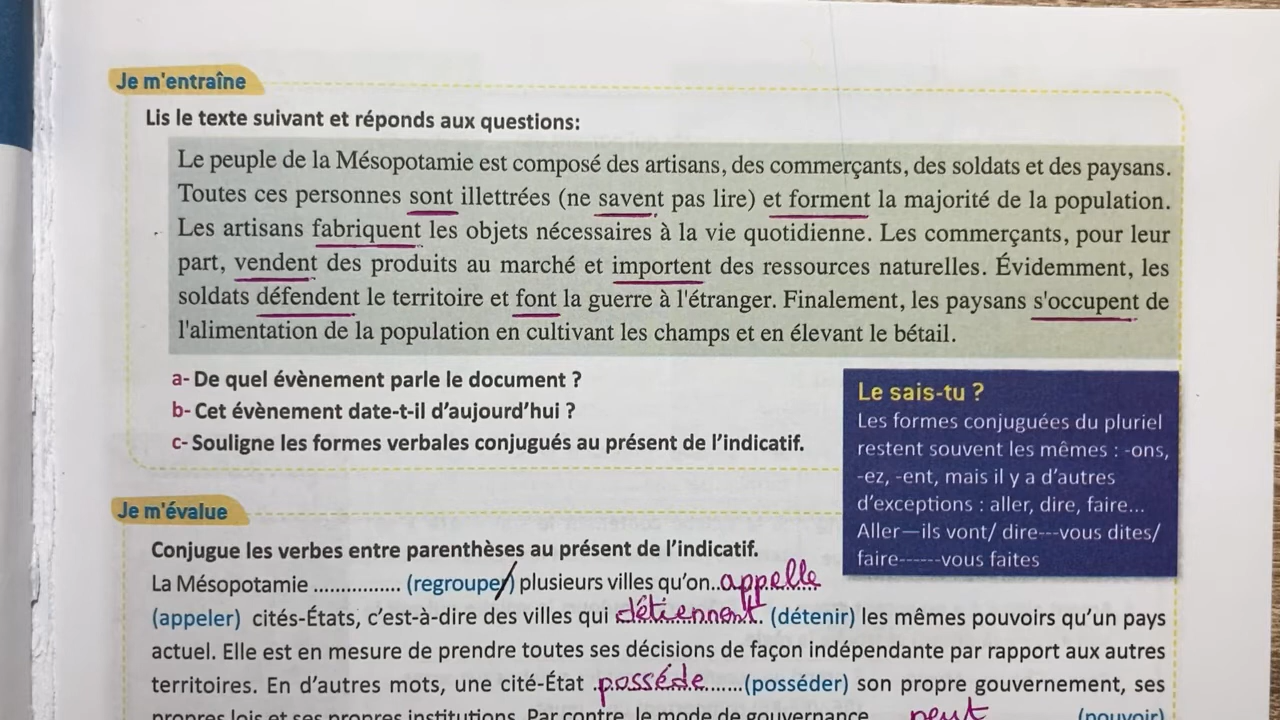 Je m'entraîne
Lis le texte suivant et réponds aux questions:
Le peuple de la Mésopotamie est composé des artisans, des commerçants, des soldats et des paysans.
Toutes ces personnes sont illettrées (ne savent pas lire) et forment la majorité de la population.
Les artisans fabriquent les objets nécessaires à la vie quotidienne. Les commerçants, pour leur
part, vendent des produits au marché et importent des ressources naturelles. Évidemment, les
soldats défendent le territoire et font la guerre à l'étranger. Finalement, les paysans s'occupent de
l'alimentation de la population en cultivant les champs et en élevant le bétail.
a- De quel évènement parle le document ?
b- Cet évènement date-t-il d'aujourd'hui ?
c- Souligne les formes verbales conjugués au présent de l'indicatif.
Le sais-tu ?
Les formes conjuguées du pluriel
restent souvent les mêmes : -ons,
-ez, -ent, mais il y a d'autres
d'exceptions : aller, dire, faire...
Aller—ils vont/ dire---vous dites/
faire------vous faites
Je m'évalue
Conjugue les verbes entre parenthèses au présent de l'indicatif.
La Mésopotamie ................ (regrouper) plusieurs villes qu'on..appelle
(appeler) cités-États, c'est-à-dire des villes qui détiennent. (détenir) les mêmes pouvoirs qu'un pays
actuel. Elle est en mesure de prendre toutes ses décisions de façon indépendante par rapport aux autres
territoires. En d'autres mots, une cité-État .posséde.......(posséder) son propre gouvernement, ses
propres lois et ses propres institutions. Par contre, le mode de gouvernance peut (pouvoir)